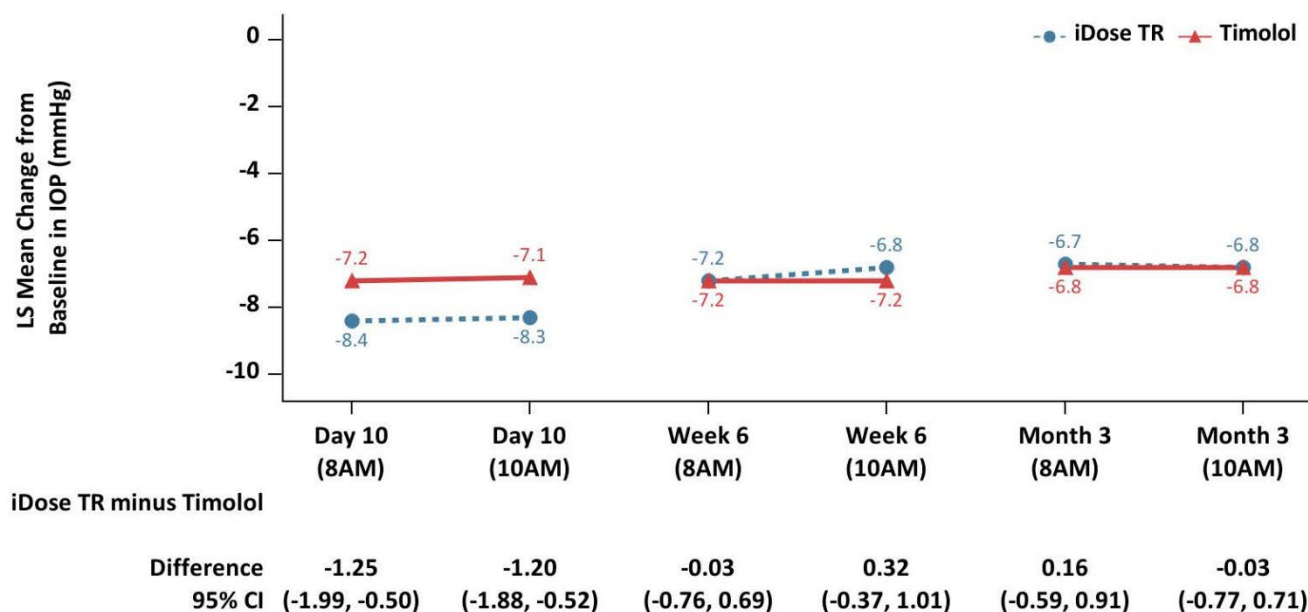 LS Mean Change from
Baseline in IOP (mmHg)
0
-2
-4
-6
-8
-10
iDose TR Timolol
-7.2 -7.1 -7.2 -6.8 -6.7 -6.8
-8.4 -8.3 -7.2 -7.2 -6.8 -6.8
Day 10 Day 10 Week 6 Week 6 Month 3 Month 3
(8AM) (10AM) (8AM) (10AM) (8AM) (10AM)
iDose TR minus Timolol
Difference -1.25 -1.20 -0.03 0.32 0.16 -0.03
95% CI (-1.99, -0.50) (-1.88, -0.52) (-0.76, 0.69) (-0.37, 1.01) (-0.59, 0.91) (-0.77, 0.71)